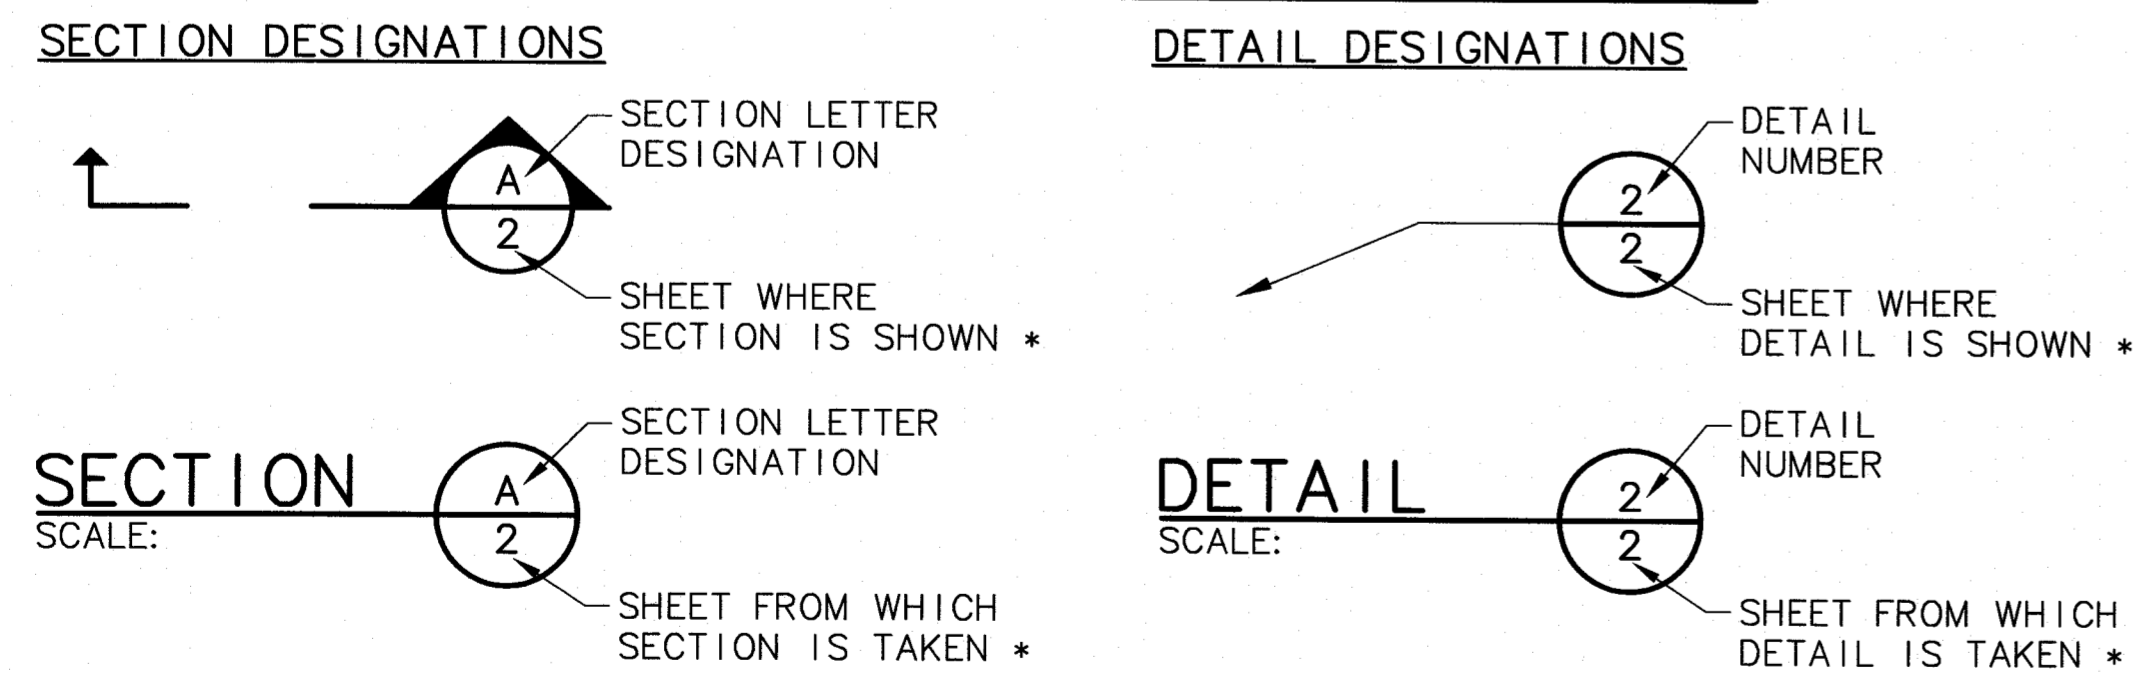 SECTION DESIGNATIONS
SECTION LETTER
DESIGNATION
A
2
SHEET WHERE
SECTION IS SHOWN *
SECTION
SCALE:
SECTION LETTER
DESIGNATION
A
2
SHEET FROM WHICH
SECTION IS TAKEN *
DETAIL DESIGNATIONS
DETAIL
NUMBER
2
2
SHEET WHERE
DETAIL IS SHOWN *
DETAIL
SCALE:
DETAIL
NUMBER
2
2
SHEET FROM WHICH
DETAIL IS TAKEN *